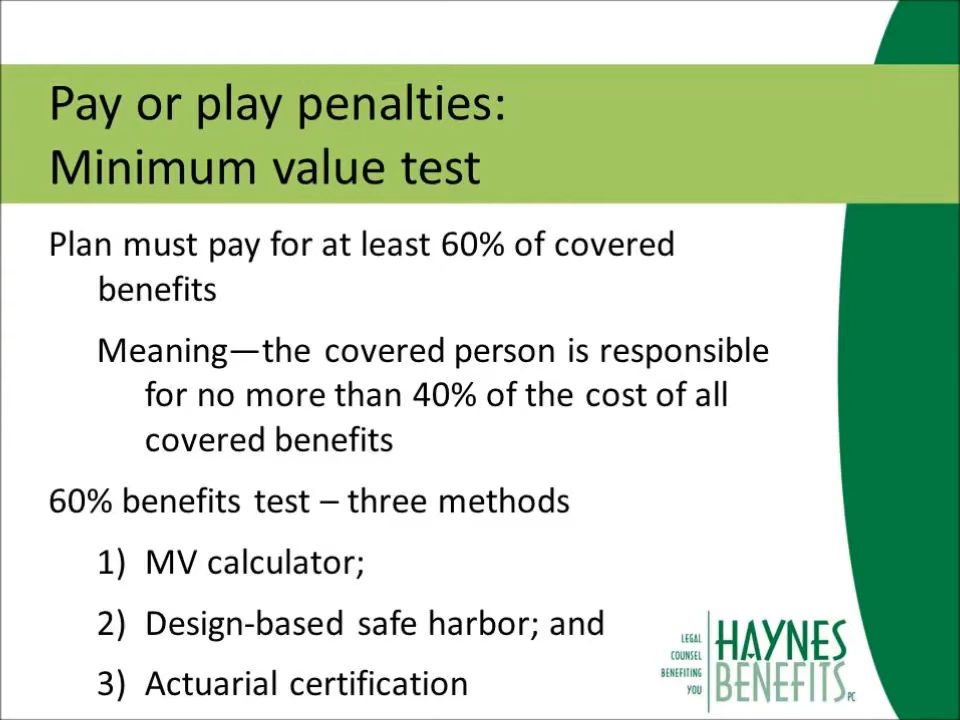 Pay or play penalties:
Minimum value test
Plan must pay for at least 60% of covered
benefits
Meaning—the covered person is responsible
for no more than 40% of the cost of all
covered benefits
60% benefits test – three methods
1) MV calculator;
2) Design-based safe harbor; and
3) Actuarial certification
LEGAL
COUNSEL
BENEFITING
YOU
HAYNES
BENEFITS PC